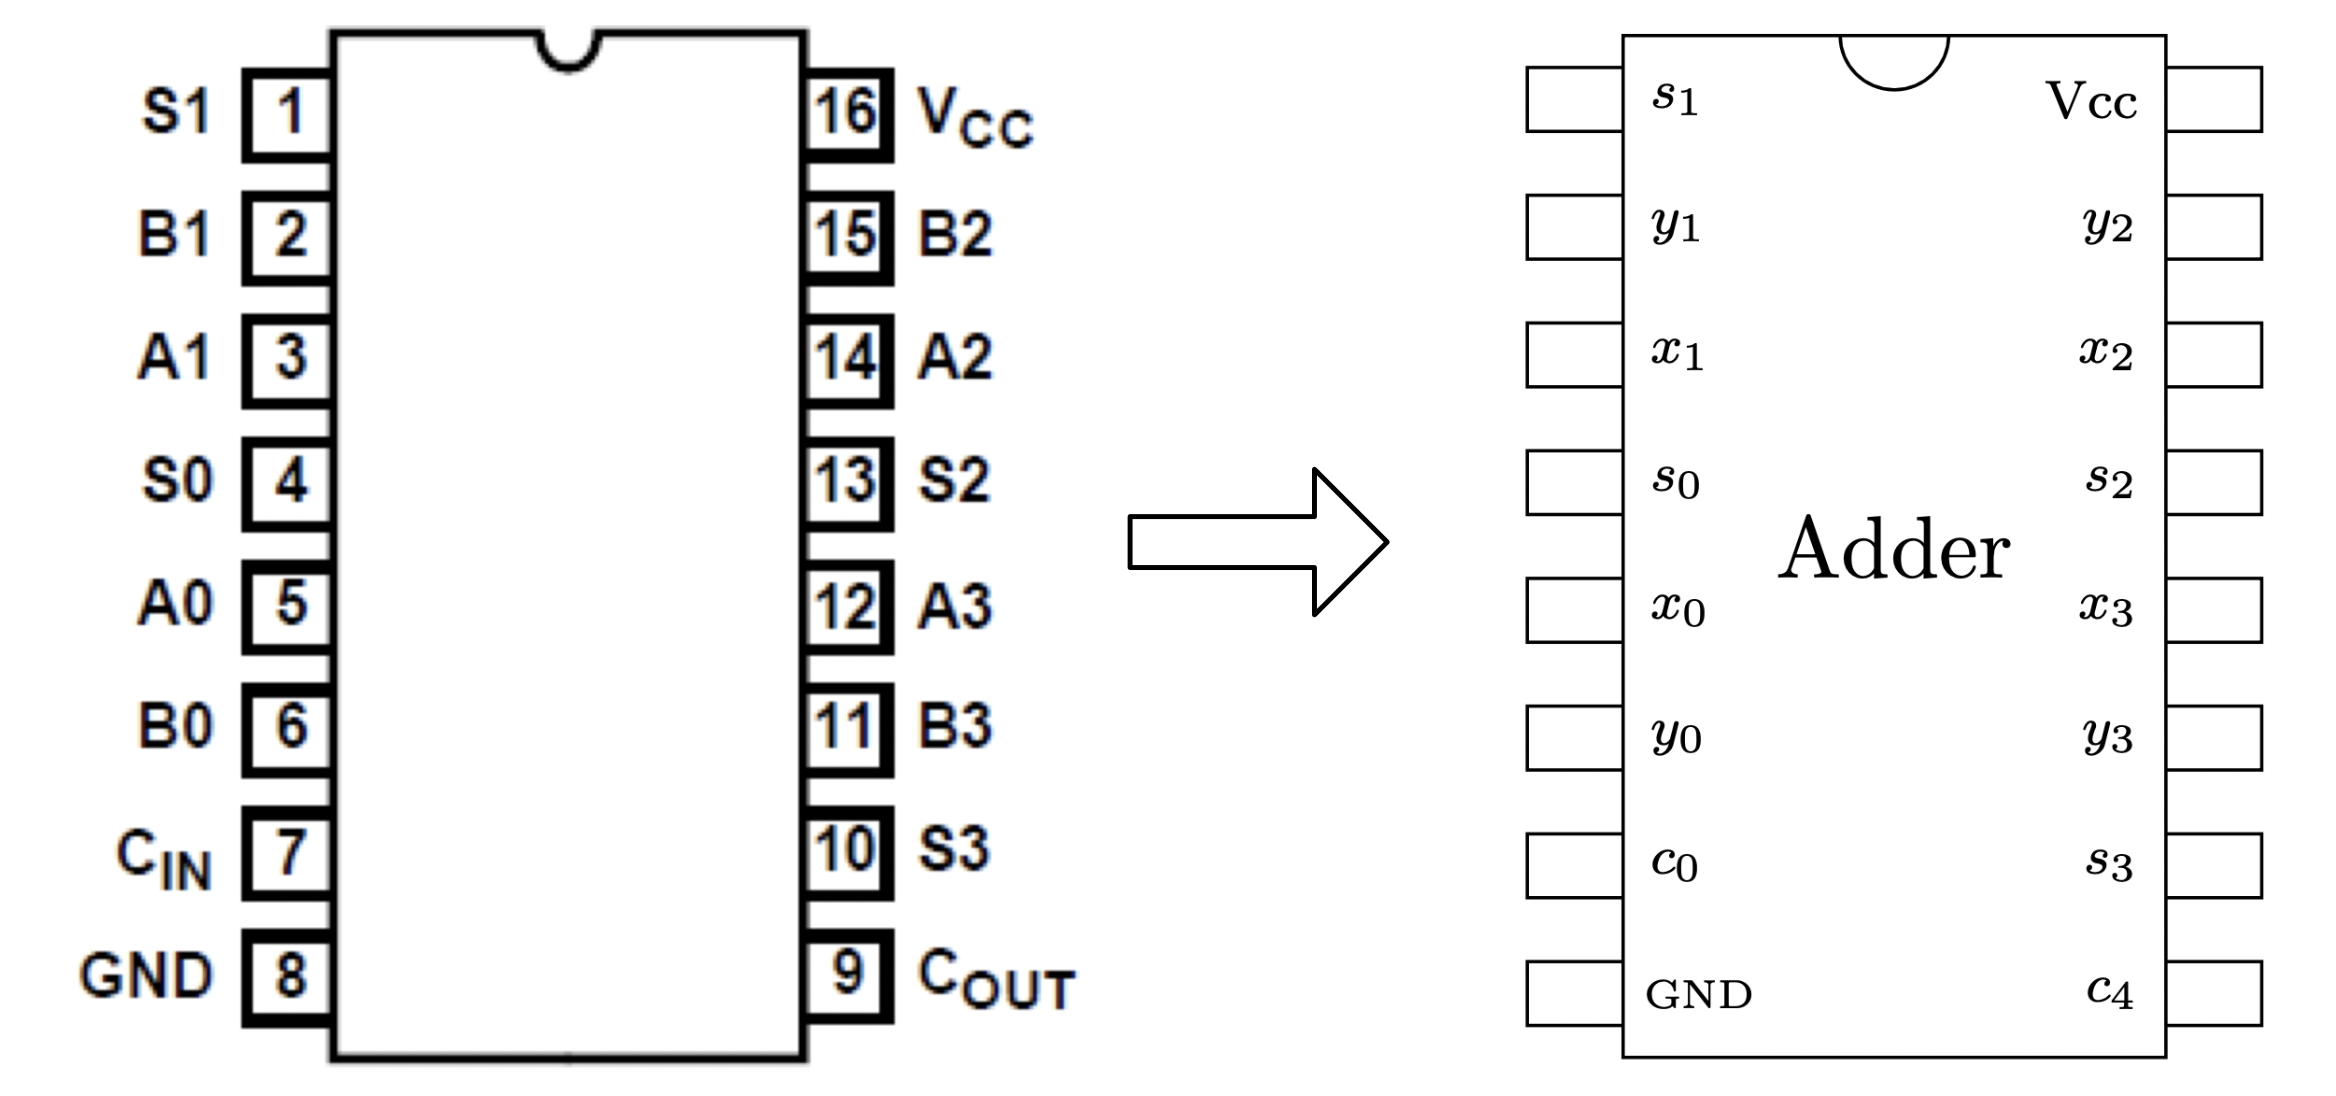 S1 1 16 VCC
B1 2 15 B2
A1 3 14 A2
S0 4 13 S2
A0 5 12 A3
B0 6 11 B3
CIN 7 10 S3
GND 8 9 COUT
s1 Vcc
y1 y2
x1 x2
s0 s2
Adder
x0 x3
y0 y3
c0 s3
GND c4